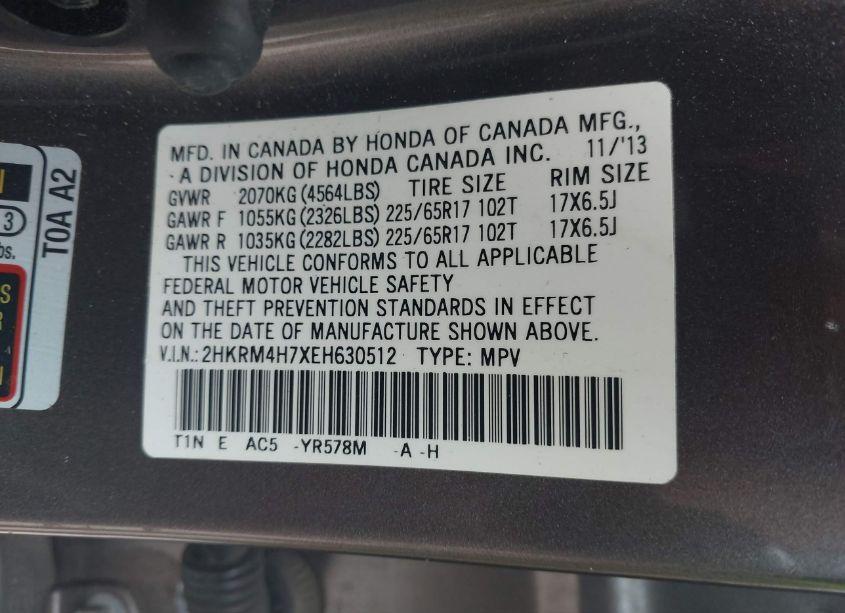 MFD. IN CANADA BY HONDA OF CANADA MFG.,
A DIVISION OF HONDA CANADA INC. 11/'13
GVWR 2070KG (4564LBS) TIRE SIZE RIM SIZE
GAWR F 1055KG (2326LBS) 225/65R17 102T 17X6.5J
GAWR R 1035KG (2282LBS) 225/65R17 102T 17X6.5J
THIS VEHICLE CONFORMS TO ALL APPLICABLE
FEDERAL MOTOR VEHICLE SAFETY
AND THEFT PREVENTION STANDARDS IN EFFECT
ON THE DATE OF MANUFACTURE SHOWN ABOVE.
V.I.N.: 2HKRM4H7XEH630512 TYPE: MPV
T1N E AC5 -YR578M -A -H
T0A A2
3
bs.
S
R